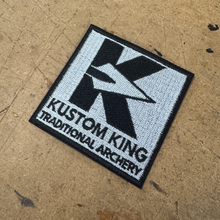 K
KUSTOM KING
TRADITIONAL ARCHERY